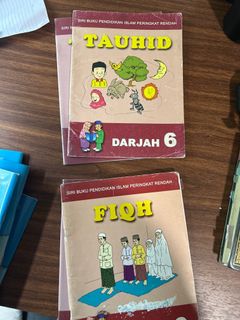 SIRI BUKU PENDIDIKAN ISLAM PERINGKAT RENDAH
TAUHID
DARJAH 6
SIRI BUKU PENDIDIKAN ISLAM PERINGKAT RENDAH
FIQH